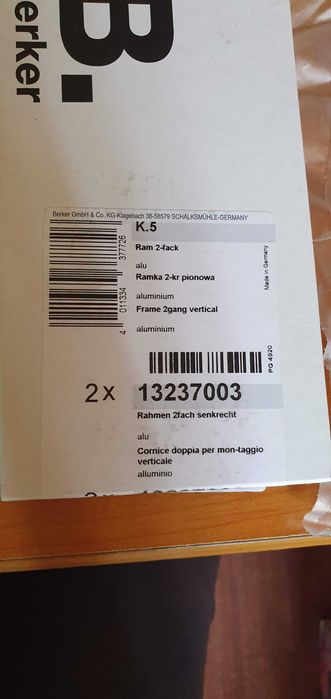 B.
erker
Berker GmbH & Co. KG-Klagebach 38-58579 SCHALKSMÜHLE-GERMANY
K.5
Ram 2-fack
alu
Ramka 2-kr pionowa
aluminium
Frame 2gang vertical
aluminium
4 011334 377726
Made in Germany
PG 4920
2x 13237003
Rahmen 2fach senkrecht
alu
Cornice doppia per mon-taggio
verticale
alluminio